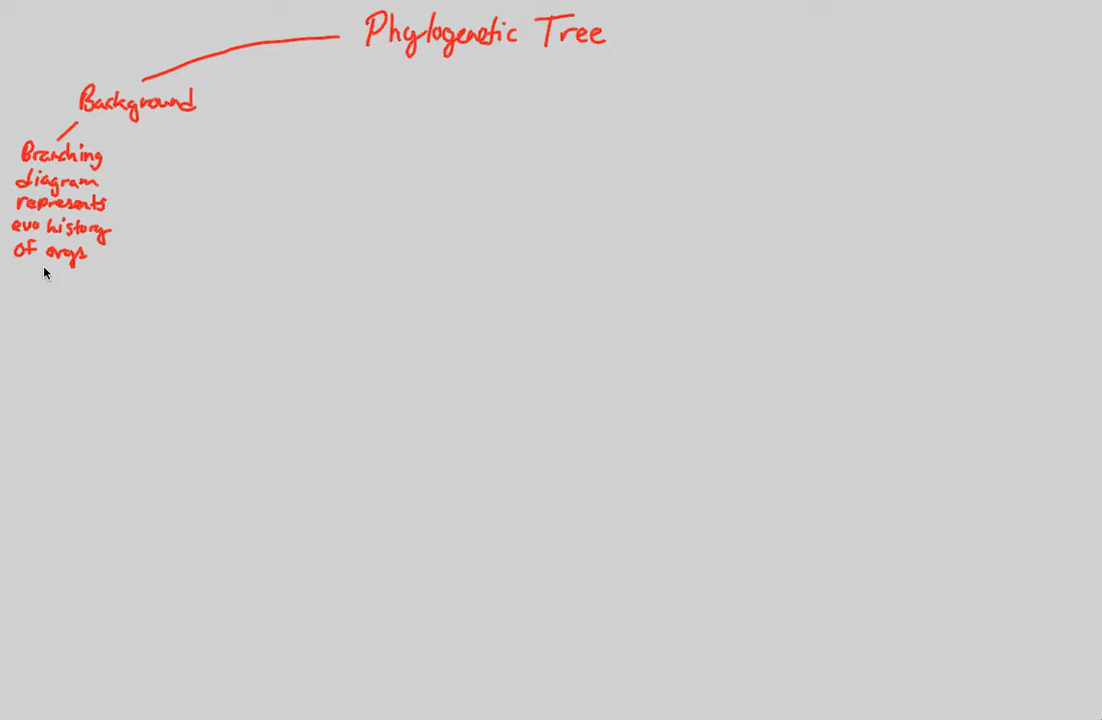 Phylogenetic Tree
Background
Branching
diagram
represents
evo history
of orgs